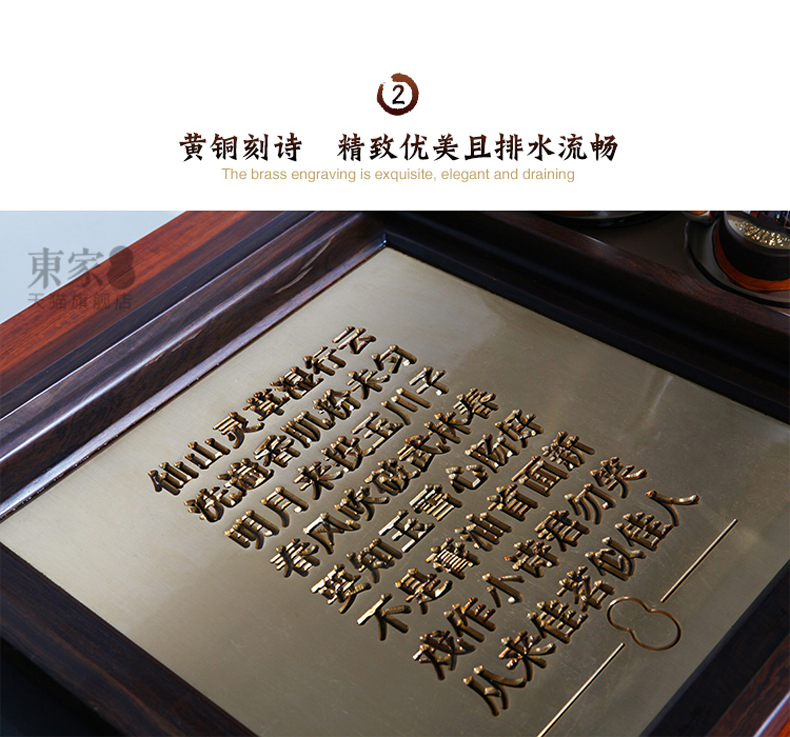 2
黄铜刻诗 精致优美且排水流畅
The brass engraving is exquisite, elegant and draining
東家
天猫旗舰店
仙山灵草湿行云
洗遍香肌粉未匀
明月来投玉川子
春风吹破武林春
要知玉雪心肠好
不是膏油首面新
戏作小诗君勿笑
从来佳茗似佳人